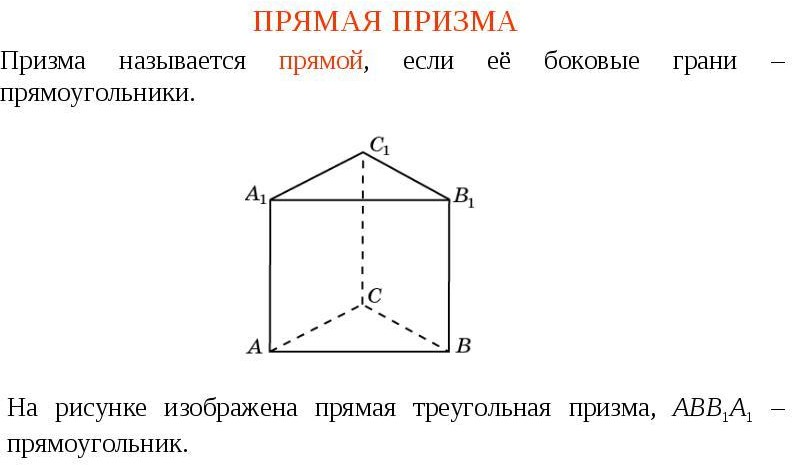 ПРЯМАЯ ПРИЗМА
Призма называется прямой, если её боковые грани –
прямоугольники.
C₁
A₁
B₁
C
A
B
На рисунке изображена прямая треугольная призма, ABB₁A₁ –
прямоугольник.